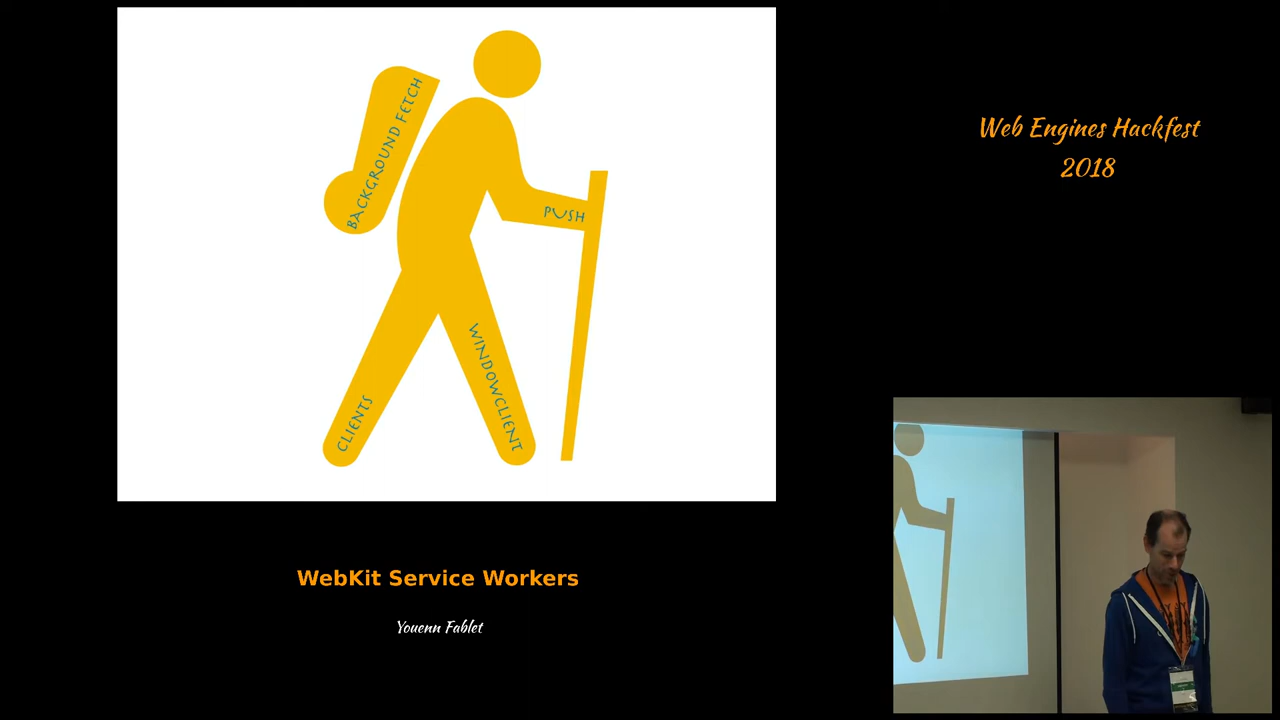 BACKGROUND FETCH
PUSH
WINDOWCLIENT
CLIENTS
WebKit Service Workers
Youenn Fablet
Web Engines Hackfest
2018